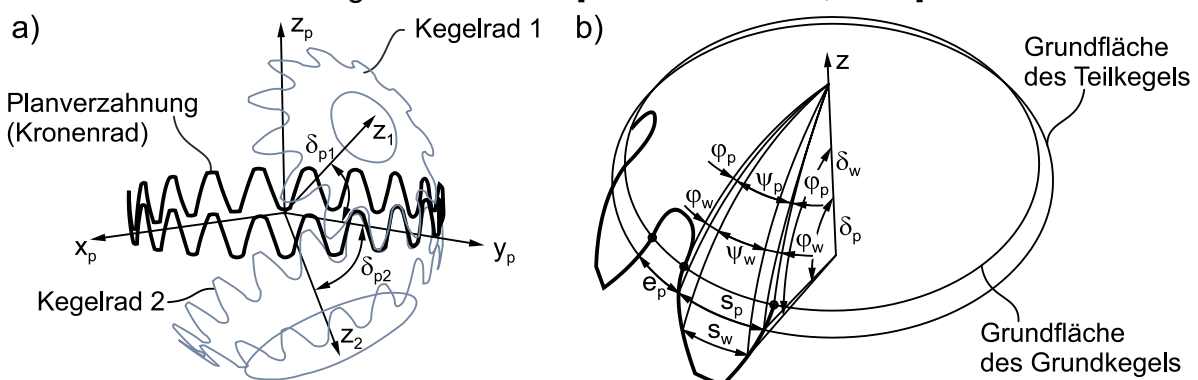 a)
z_p
Kegelrad 1
Planverzahnung
(Kronenrad)
z_1
δ_p1
x_p
y_p
δ_p2
Kegelrad 2
z_2
b)
z
Grundfläche
des Teilkegels
φ_p
ψ_p
φ_p
δ_w
φ_w
ψ_w
φ_w
δ_p
e_p
s_p
s_w
Grundfläche
des Grundkegels